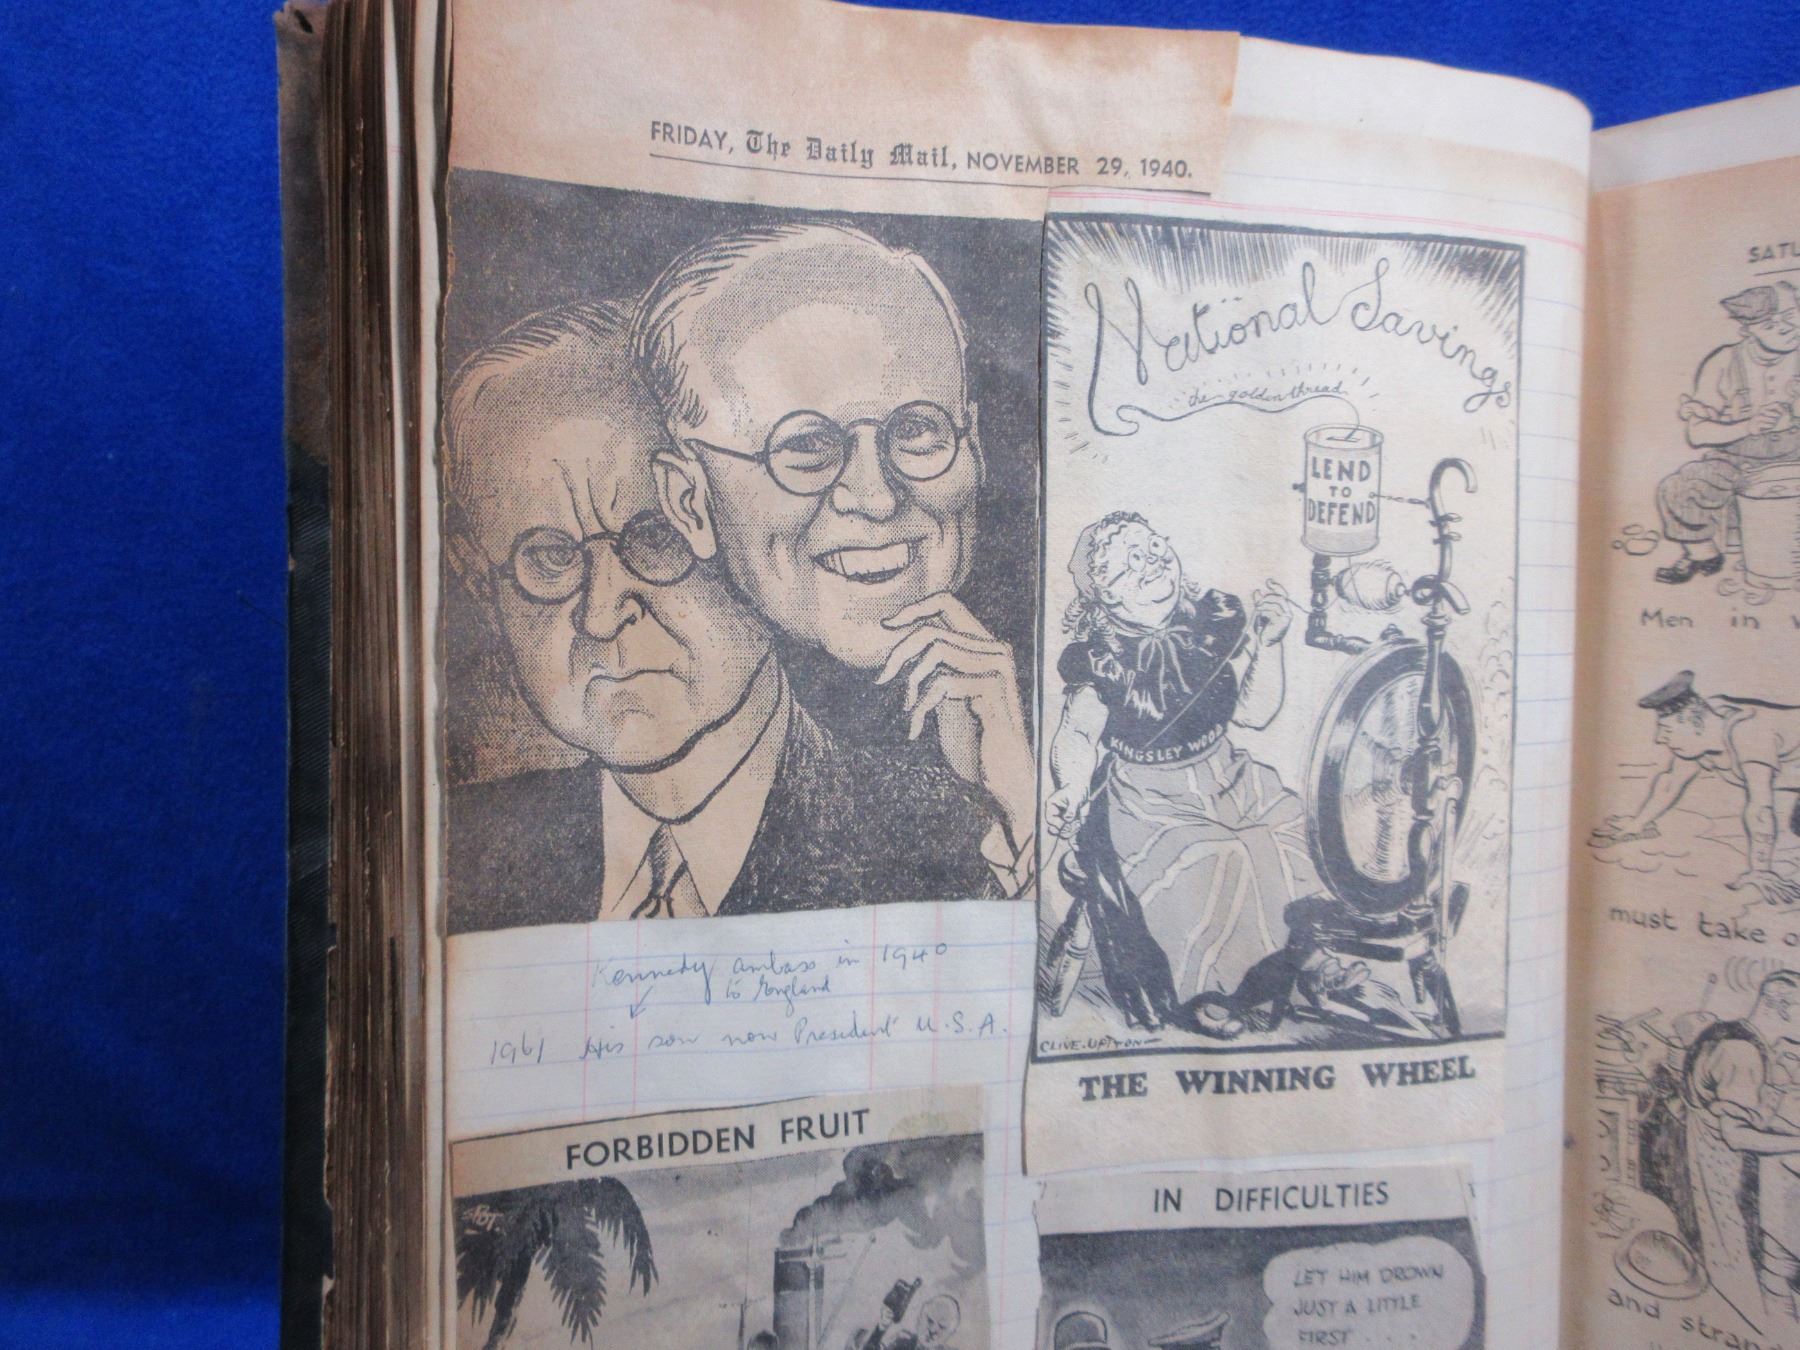 FRIDAY, The Daily Mail, NOVEMBER 29, 1940.
National Savings
the golden thread
LEND
TO
DEFEND
KINGSLEY WOOD
CLIVE UPTON
THE WINNING WHEEL
Kennedy ambass in 1940
to England
1961 His son now President U.S.A.
FORBIDDEN FRUIT
SPOT
IN DIFFICULTIES
LET HIM DROWN
JUST A LITTLE
FIRST . . .
SATU
Men in
must take
and stran